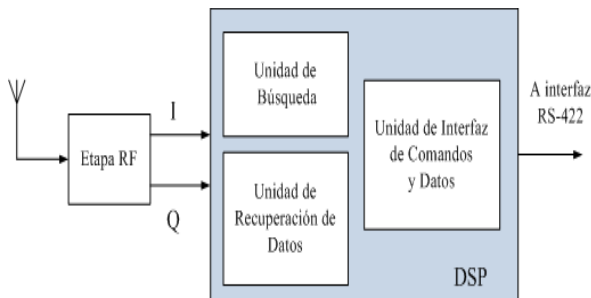 Etapa RF
I
Q
Unidad de
Búsqueda
Unidad de
Recuperación de
Datos
Unidad de Interfaz
de Comandos
y Datos
DSP
A interfaz
RS-422